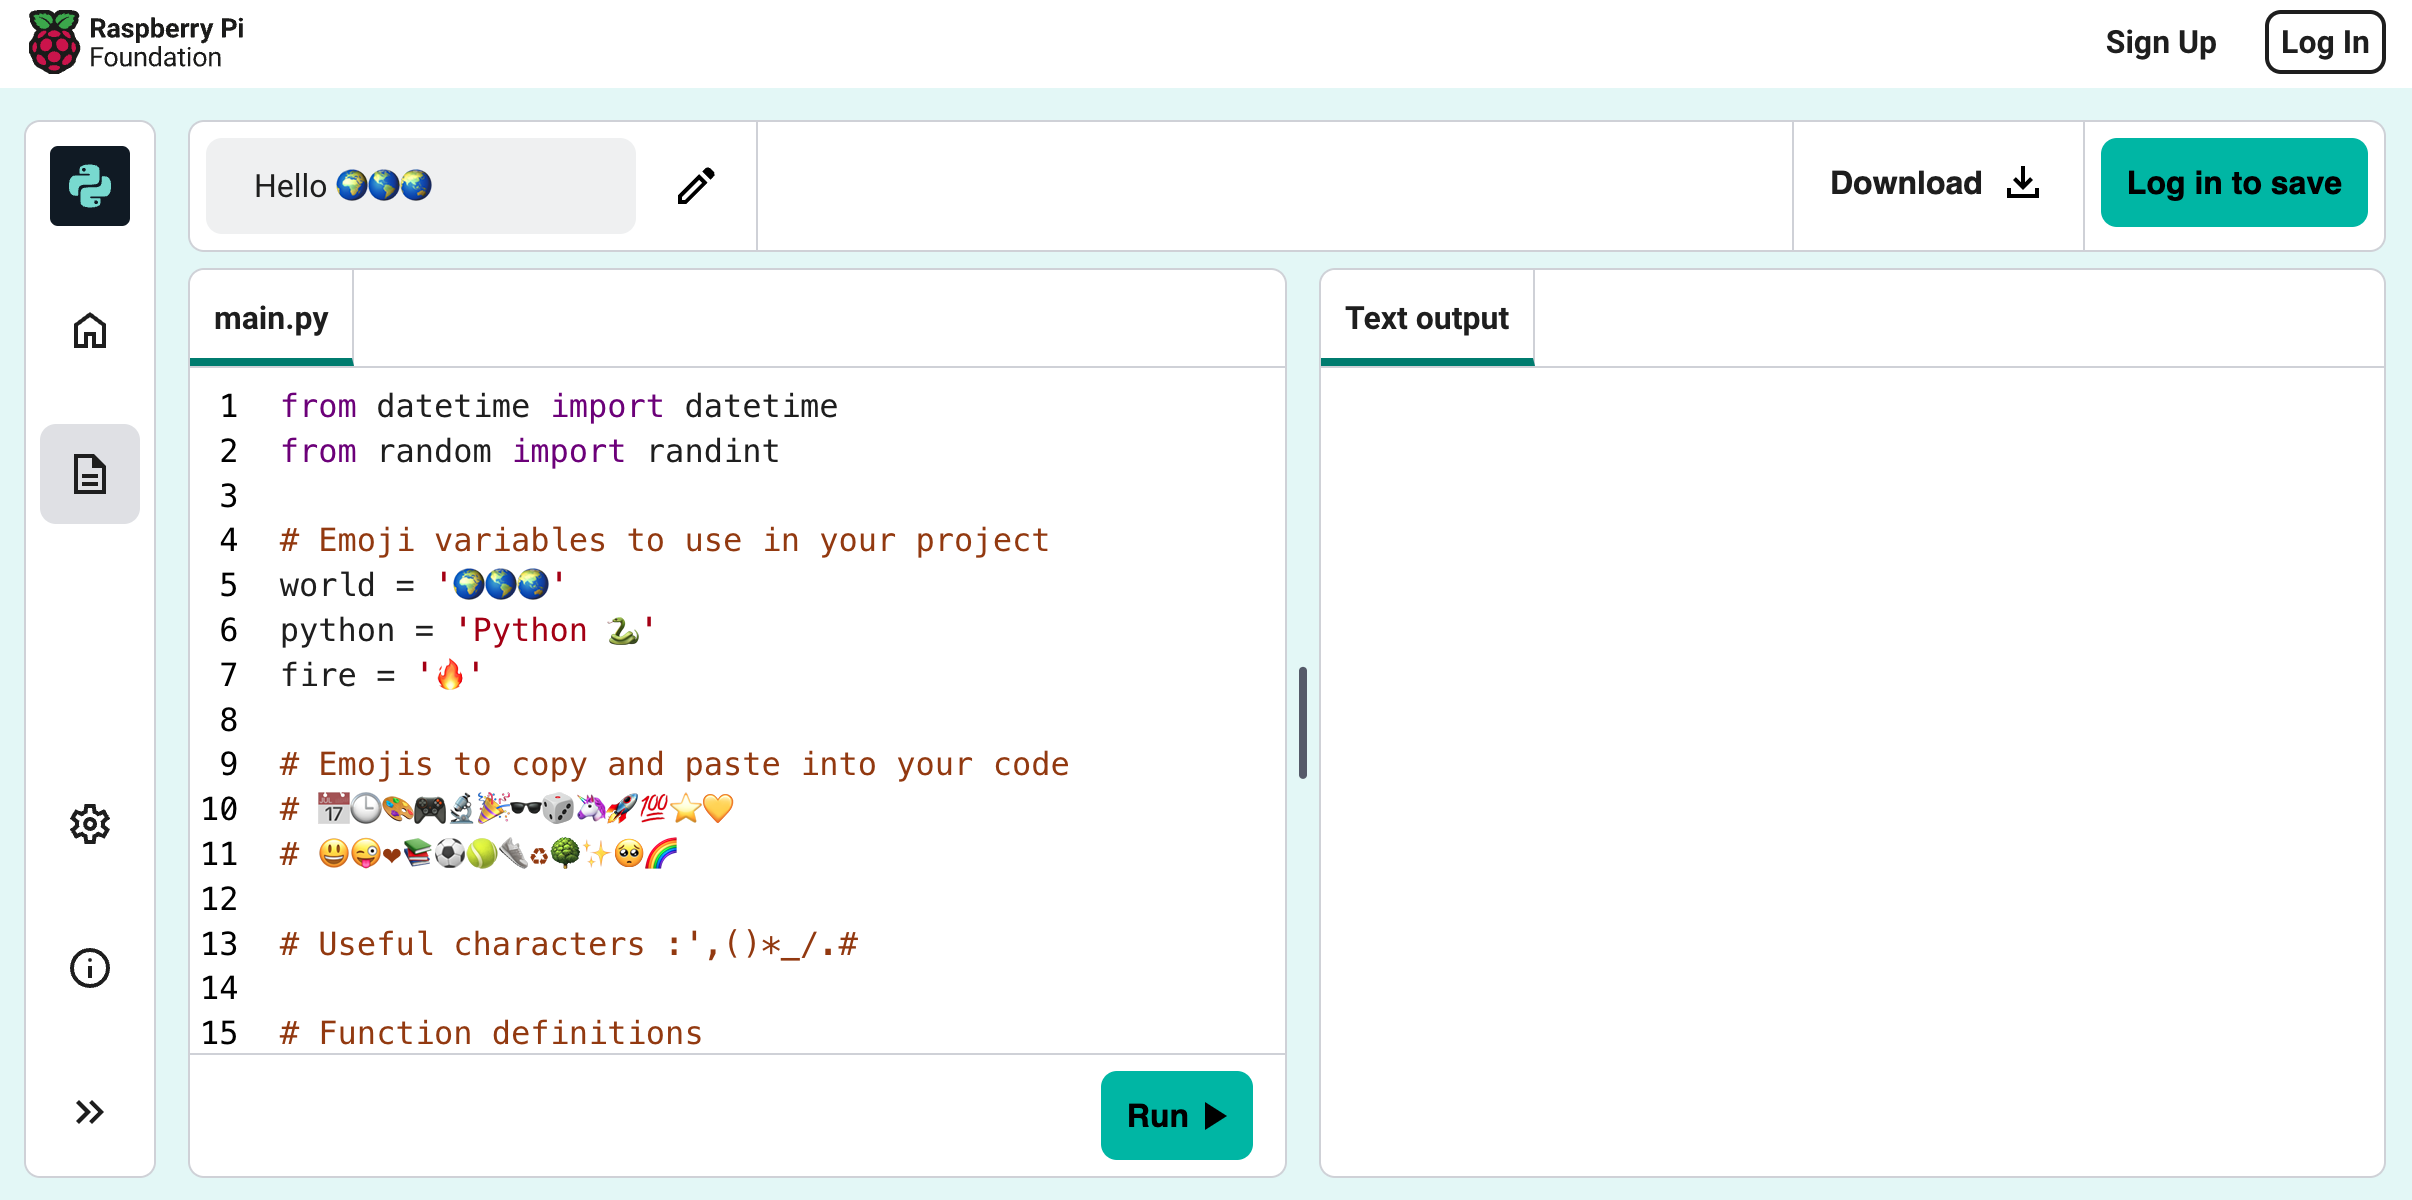 Raspberry Pi
Foundation
Sign Up
Log In
Hello 🌍🌎🌏
Download
Log in to save
main.py
Text output
1 from datetime import datetime
2 from random import randint
3
4 # Emoji variables to use in your project
5 world = '🌍🌎🌏'
6 python = 'Python 🐍'
7 fire = '🔥'
8
9 # Emojis to copy and paste into your code
10 # 📅🕒🎨🎮🔬🎉🕶️🎲🦄🚀💯⭐💛
11 # 😃😜❤📚⚽🎾👟♻🌳✨🥺🌈
12
13 # Useful characters :',()*_/.#
14
15 # Function definitions
Run